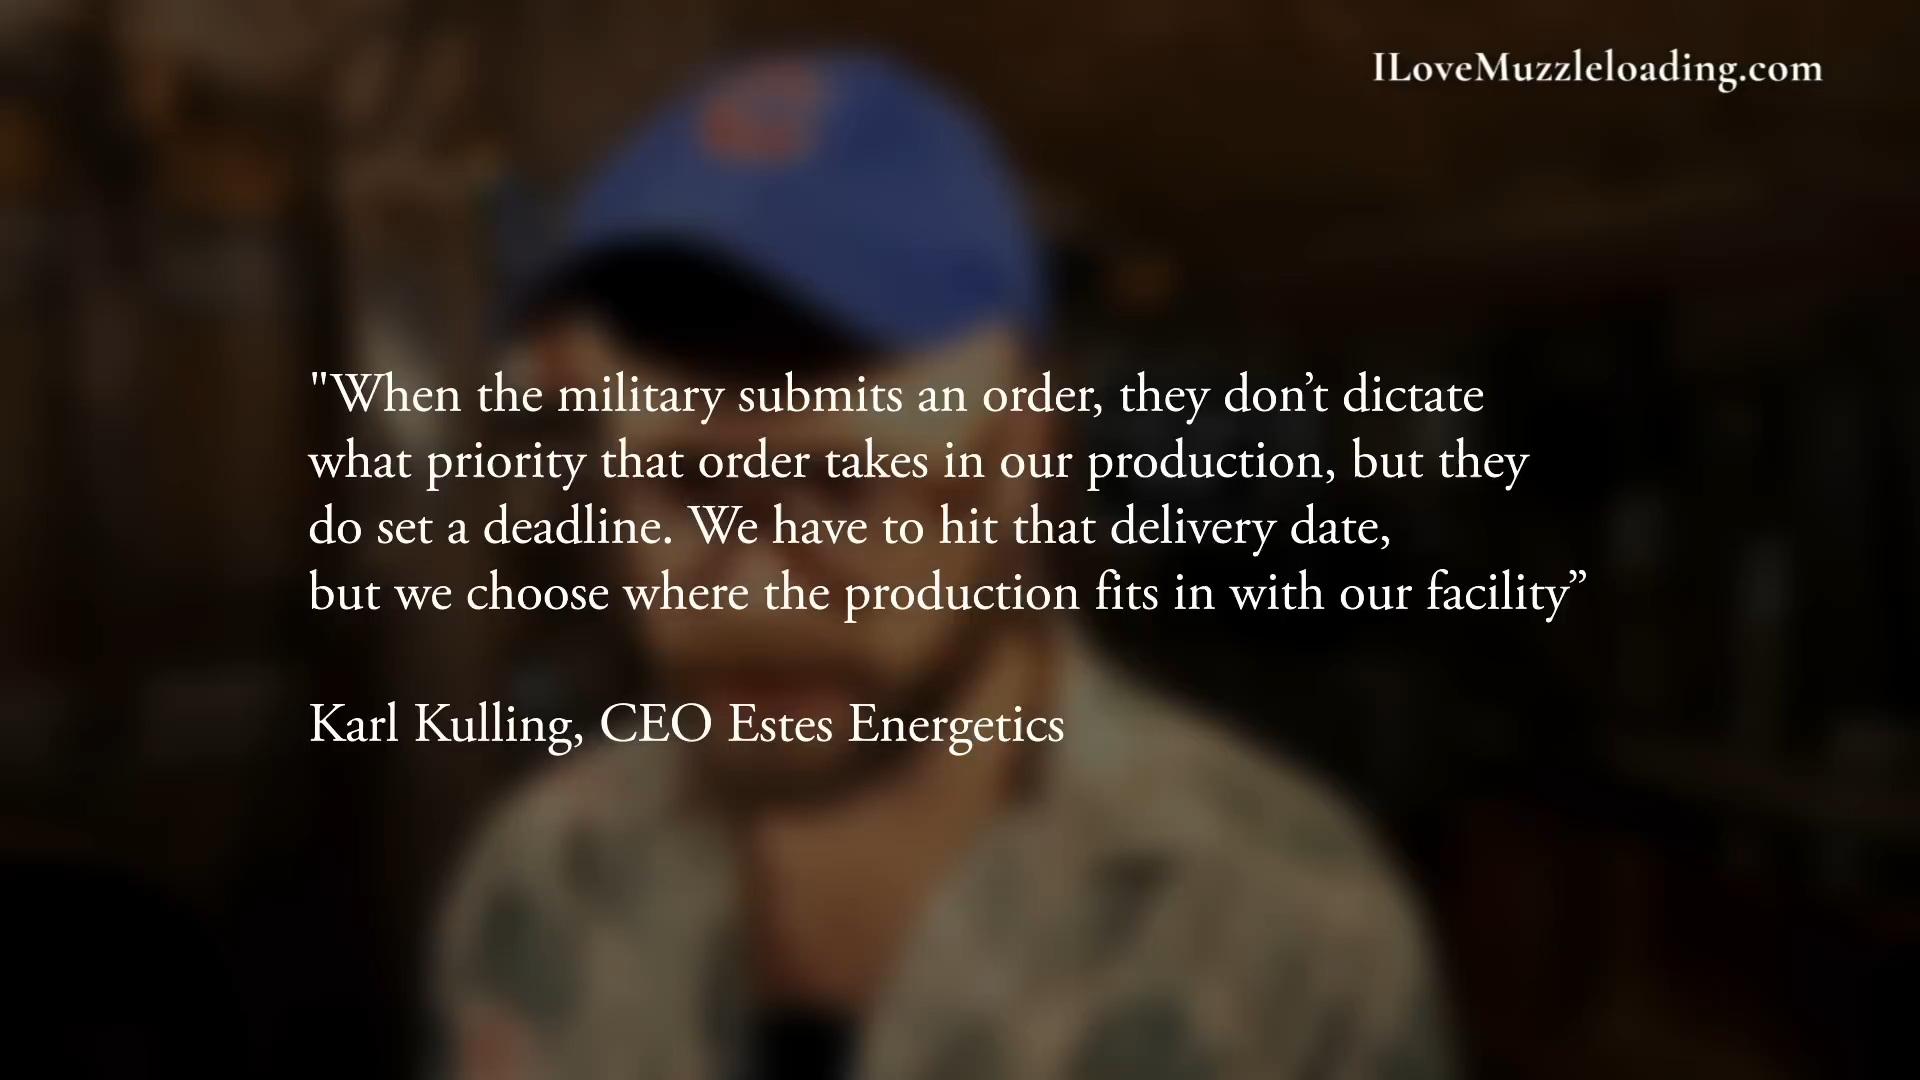 ILoveMuzzleloading.com
"When the military submits an order, they don’t dictate
what priority that order takes in our production, but they
do set a deadline. We have to hit that delivery date,
but we choose where the production fits in with our facility”
Karl Kulling, CEO Estes Energetics